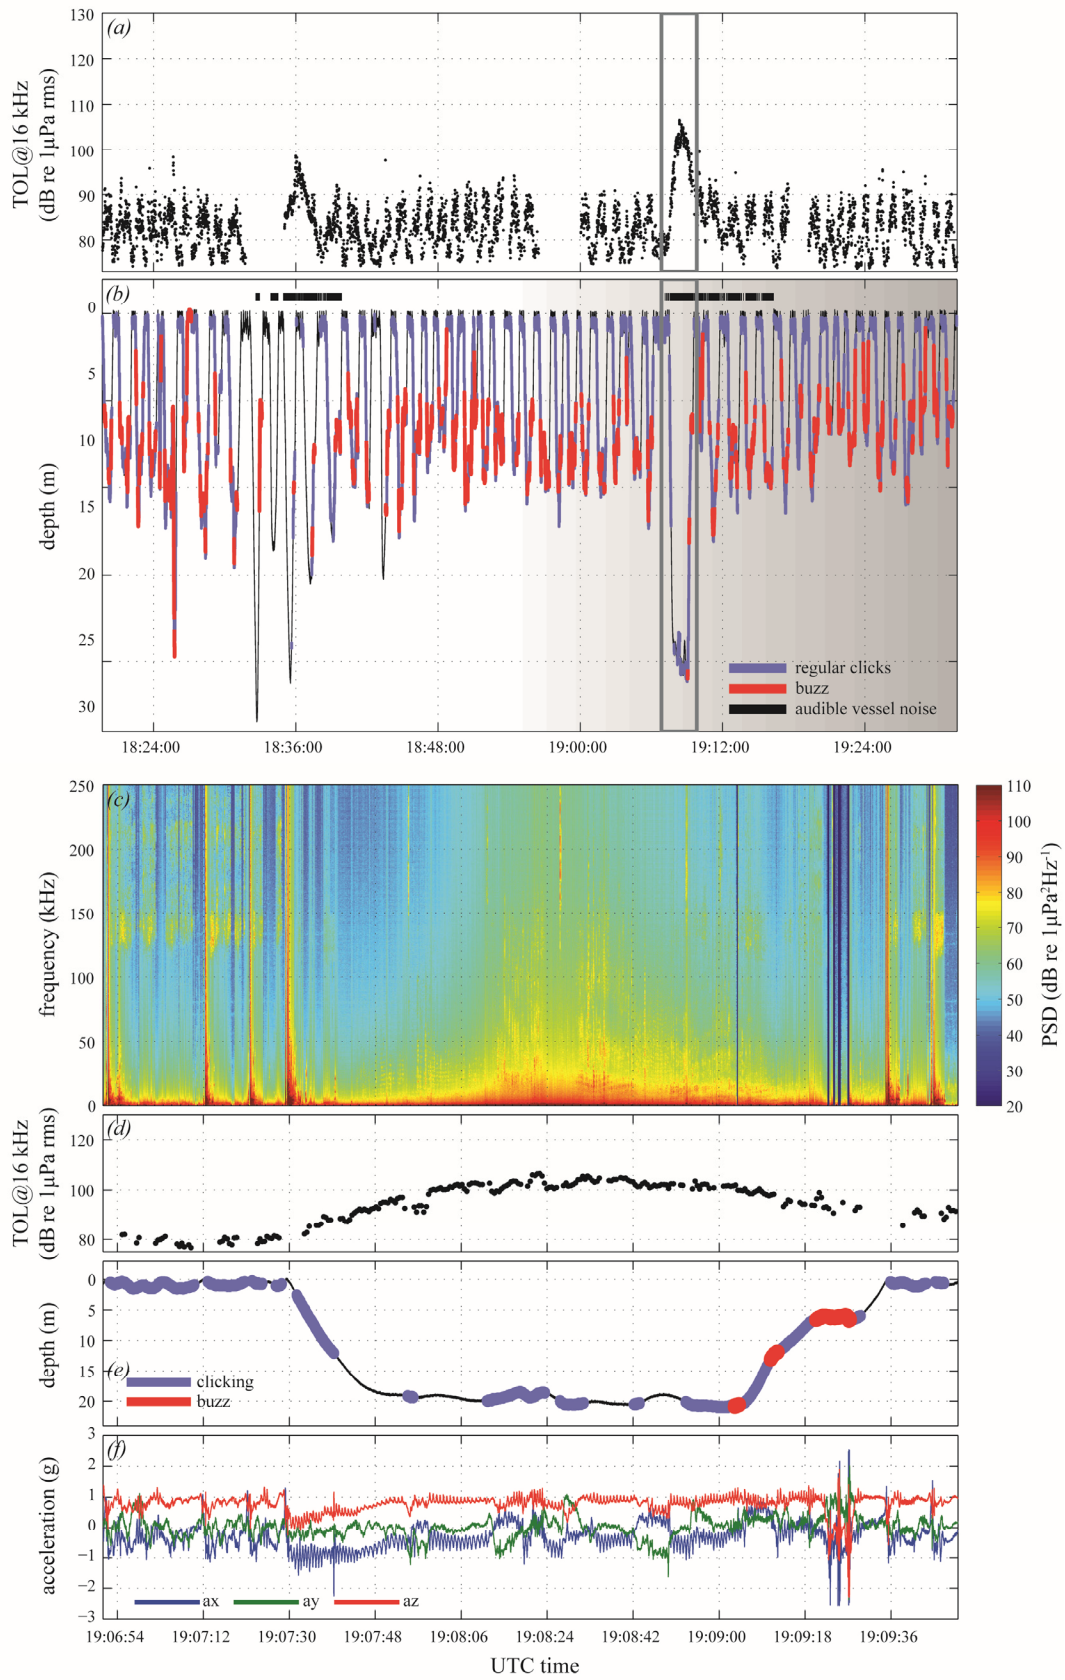 (a)
130
120
110
100
90
80
TOL@16 kHz
(dB re 1μPa rms)
(b)
0
5
10
15
20
25
30
depth (m)
regular clicks
buzz
audible vessel noise
18:24:00 18:36:00 18:48:00 19:00:00 19:12:00 19:24:00
(c)
250
200
150
100
50
0
frequency (kHz)
110
100
90
80
70
60
50
40
30
20
PSD (dB re 1μPa²Hz⁻¹)
(d)
120
100
80
TOL@16 kHz
(dB re 1μPa rms)
0
5
10
15
20
depth (m)
(e)
clicking
buzz
(f)
3
2
1
0
−1
−2
−3
acceleration (g)
ax ay az
19:06:54 19:07:12 19:07:30 19:07:48 19:08:06 19:08:24 19:08:42 19:09:00 19:09:18 19:09:36
UTC time